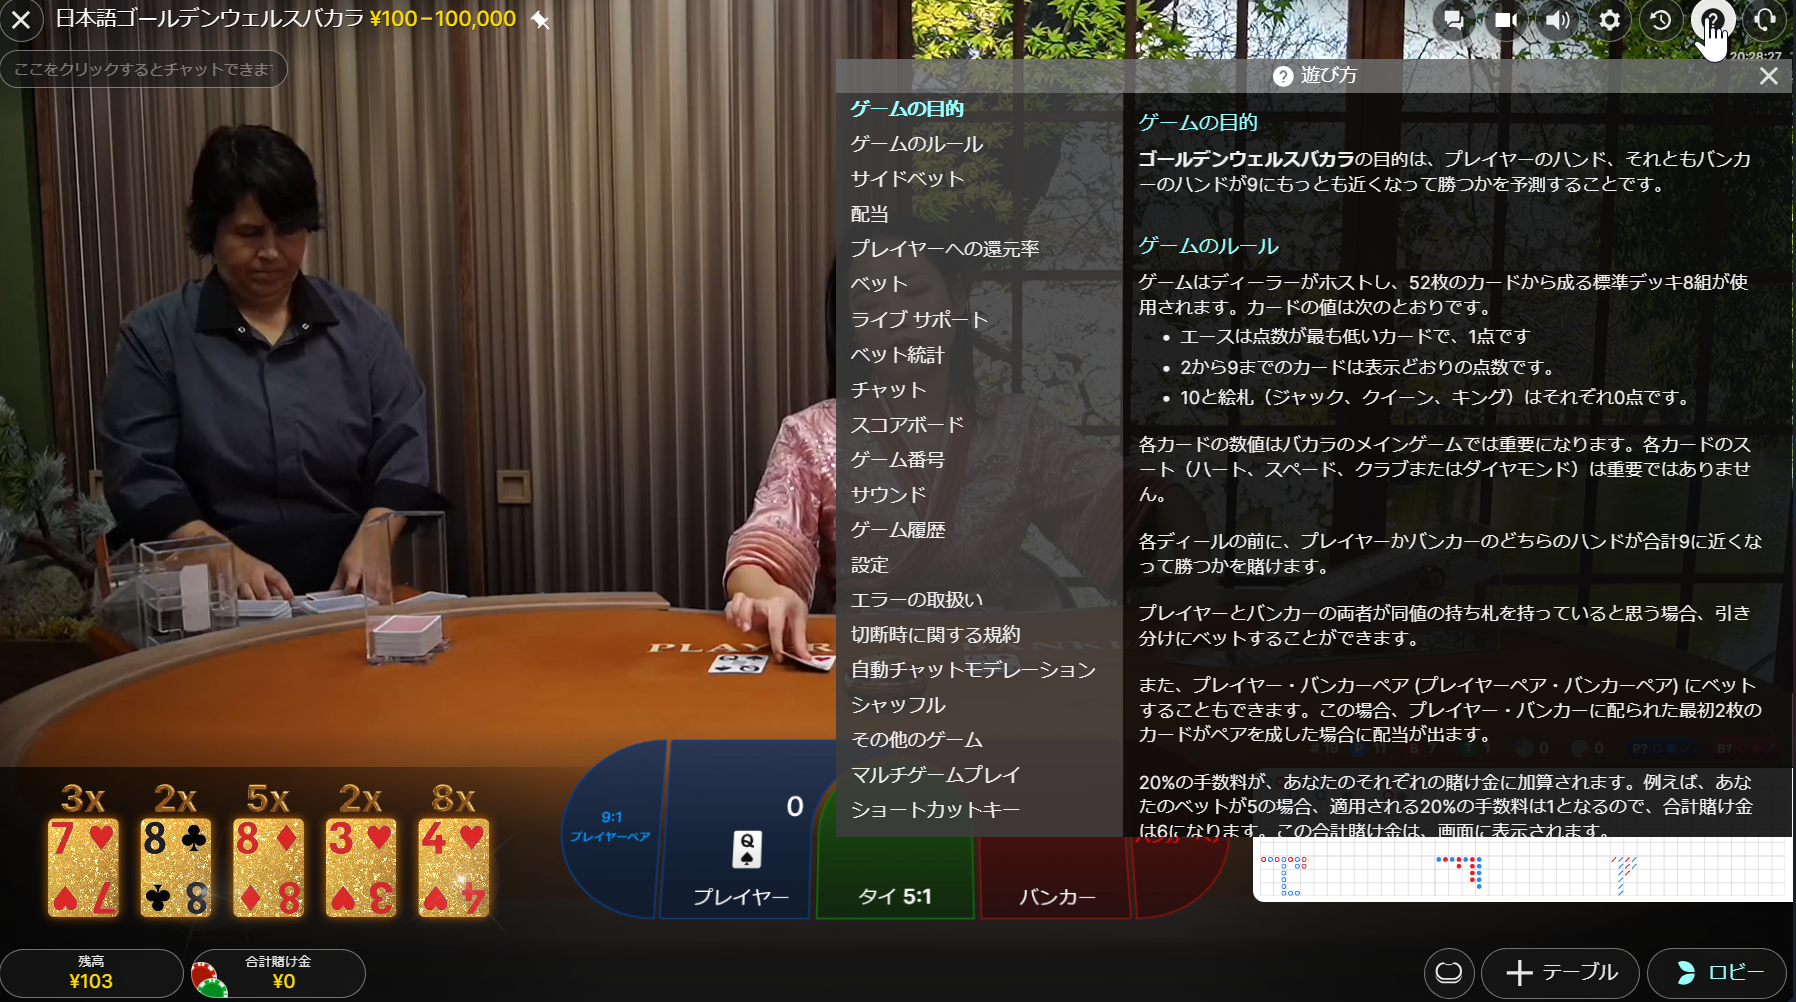 日本語ゴールデンウェルスバカラ ¥100–100,000
ここをクリックするとチャットできます
20:28:27
? 遊び方
ゲームの目的
ゲームのルール
サイドベット
配当
プレイヤーへの還元率
ベット
ライブ サポート
ベット統計
チャット
スコアボード
ゲーム番号
サウンド
ゲーム履歴
設定
エラーの取扱い
切断時に関する規約
自動チャットモデレーション
シャッフル
その他のゲーム
マルチゲームプレイ
ショートカットキー
ゲームの目的
ゴールデンウェルスバカラの目的は、プレイヤーのハンド、それともバンカ
ーのハンドが9にもっとも近くなって勝つかを予測することです。
ゲームのルール
ゲームはディーラーがホストし、52枚のカードから成る標準デッキ8組が使
用されます。カードの値は次のとおりです。
• エースは点数が最も低いカードで、1点です
• 2から9までのカードは表示どおりの点数です。
• 10と絵札（ジャック、クイーン、キング）はそれぞれ0点です。
各カードの数値はバカラのメインゲームでは重要になります。各カードのス
ート（ハート、スペード、クラブまたはダイヤモンド）は重要ではありませ
ん。
各ディールの前に、プレイヤーかバンカーのどちらのハンドが合計9に近くな
って勝つかを賭けます。
プレイヤーとバンカーの両者が同値の持ち札を持っていると思う場合、引き
分けにベットすることができます。
また、プレイヤー・バンカーペア (プレイヤーペア・バンカーペア) にベット
することもできます。この場合、プレイヤー・バンカーに配られた最初2枚の
カードがペアを成した場合に配当が出ます。
20%の手数料が、あなたのそれぞれの賭け金に加算されます。例えば、あな
たのベットが5の場合、適用される20%の手数料は1となるので、合計賭け金
は6になります。この合計賭け金は、画面に表示されます。
PLAYER
#19 P 11 B 7 T 1 0 0 P? B?
3x 2x 5x 2x 8x
7 8 8 3 4
7 8 8 3 4
9:1
プレイヤーペア
0
Q
プレイヤー
タイ 5:1
バンカー
バンカーペア
残高
¥103
合計賭け金
¥0
テーブル
ロビー